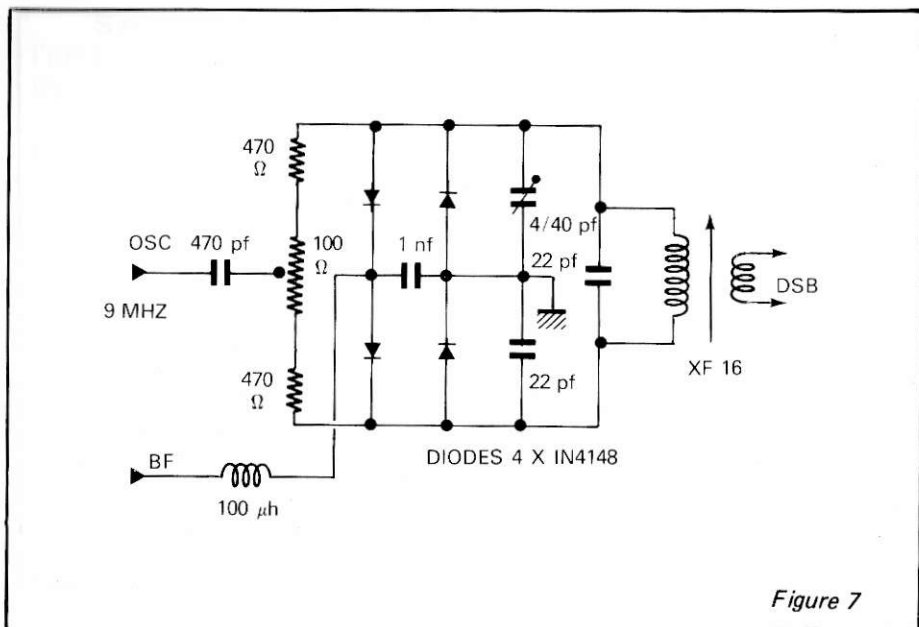 470
Ω
OSC
470 pf
9 MHZ
100
Ω
1 nf
4/40 pf
22 pf
DSB
XF 16
470
Ω
22 pf
BF
100 μh
DIODES 4 X IN4148
Figure 7